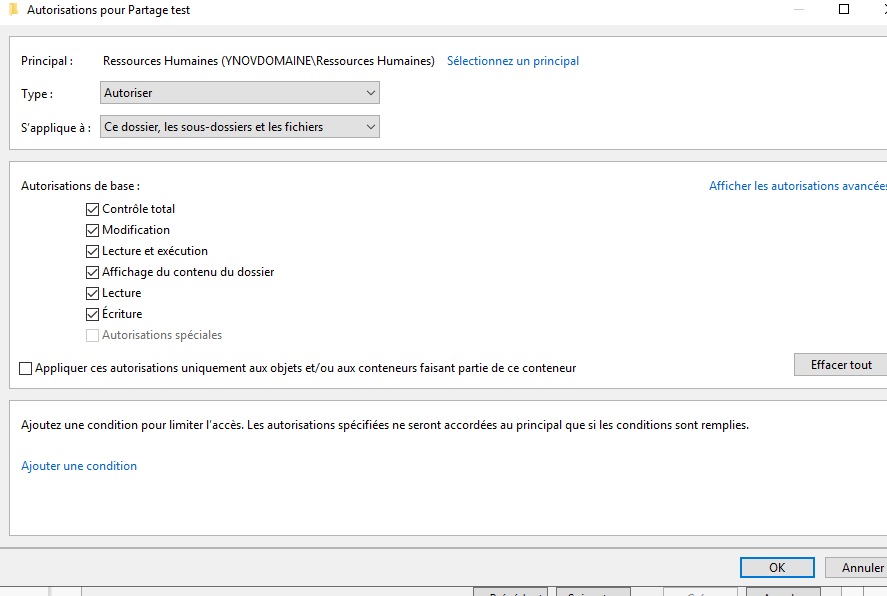 Autorisations pour Partage test
Principal : Ressources Humaines (YNOVDOMAINE\Ressources Humaines) Sélectionnez un principal
Type : Autoriser
S'applique à : Ce dossier, les sous-dossiers et les fichiers
Autorisations de base : Afficher les autorisations avancées
Contrôle total
Modification
Lecture et exécution
Affichage du contenu du dossier
Lecture
Écriture
Autorisations spéciales
Appliquer ces autorisations uniquement aux objets et/ou aux conteneurs faisant partie de ce conteneur
Effacer tout
Ajoutez une condition pour limiter l'accès. Les autorisations spécifiées ne seront accordées au principal que si les conditions sont remplies.
Ajouter une condition
OK Annuler